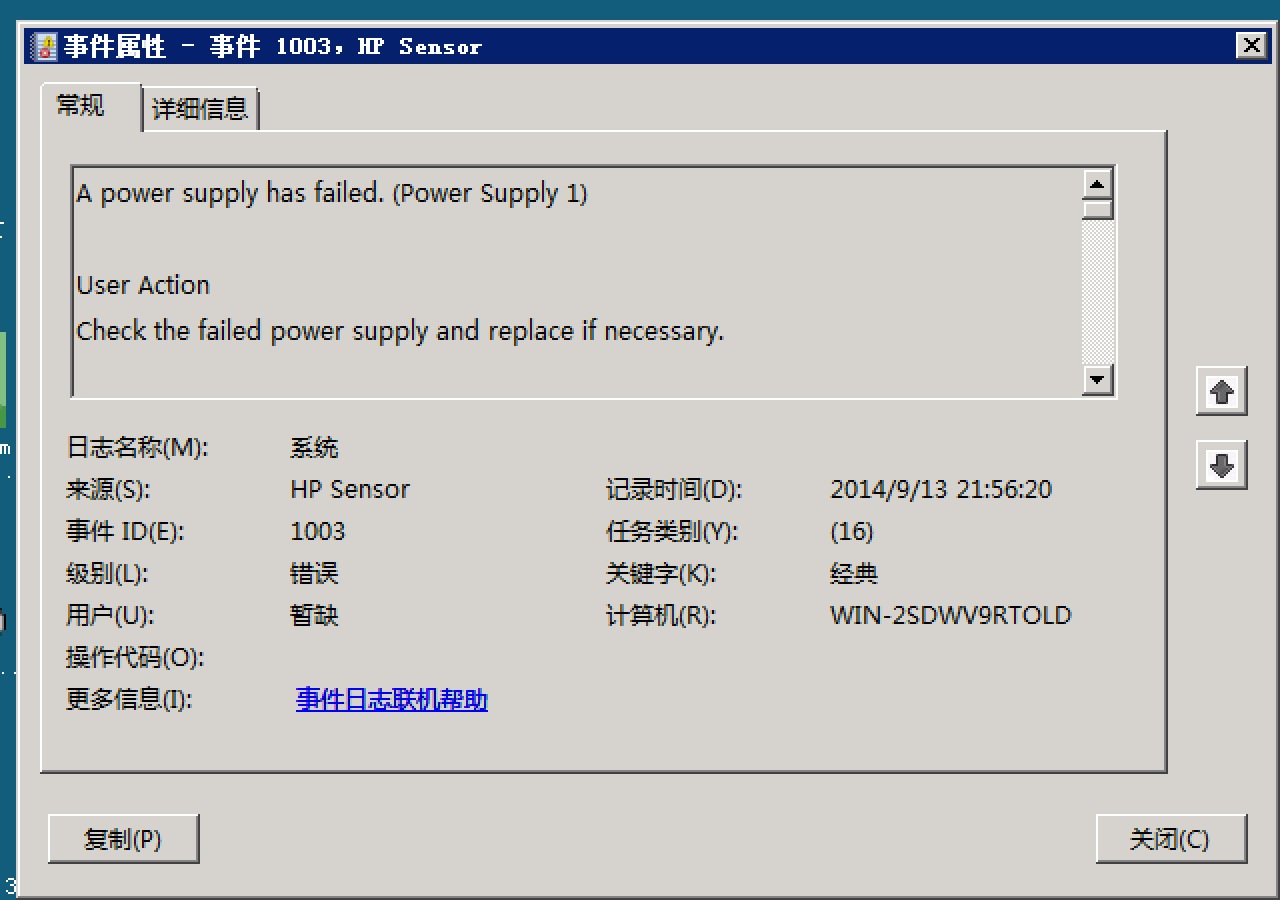 事件属性 - 事件 1003，HP Sensor
常规
详细信息
A power supply has failed. (Power Supply 1)
User Action
Check the failed power supply and replace if necessary.
日志名称(M): 系统
来源(S): HP Sensor 记录时间(D): 2014/9/13 21:56:20
事件 ID(E): 1003 任务类别(Y): (16)
级别(L): 错误 关键字(K): 经典
用户(U): 暂缺 计算机(R): WIN-2SDWV9RTOLD
操作代码(O):
更多信息(I): 事件日志联机帮助
复制(P) 关闭(C)
m
3